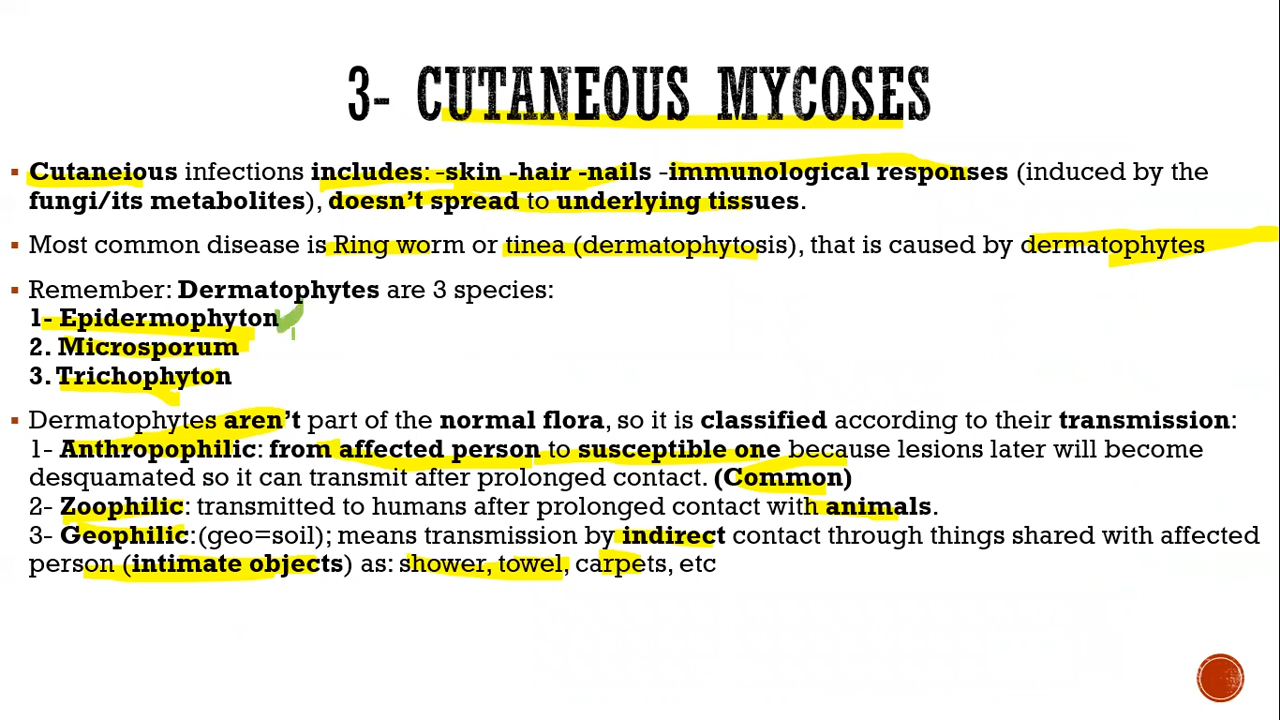 3- CUTANEOUS MYCOSES
▪ Cutaneious infections includes: -skin -hair -nails -immunological responses (induced by the
fungi/its metabolites), doesn't spread to underlying tissues.
▪ Most common disease is Ring worm or tinea (dermatophytosis), that is caused by dermatophytes
▪ Remember: Dermatophytes are 3 species:
1- Epidermophyton
2. Microsporum
3. Trichophyton
▪ Dermatophytes aren't part of the normal flora, so it is classified according to their transmission:
1- Anthropophilic: from affected person to susceptible one because lesions later will become
desquamated so it can transmit after prolonged contact. (Common)
2- Zoophilic: transmitted to humans after prolonged contact with animals.
3- Geophilic:(geo=soil); means transmission by indirect contact through things shared with affected
person (intimate objects) as: shower, towel, carpets, etc